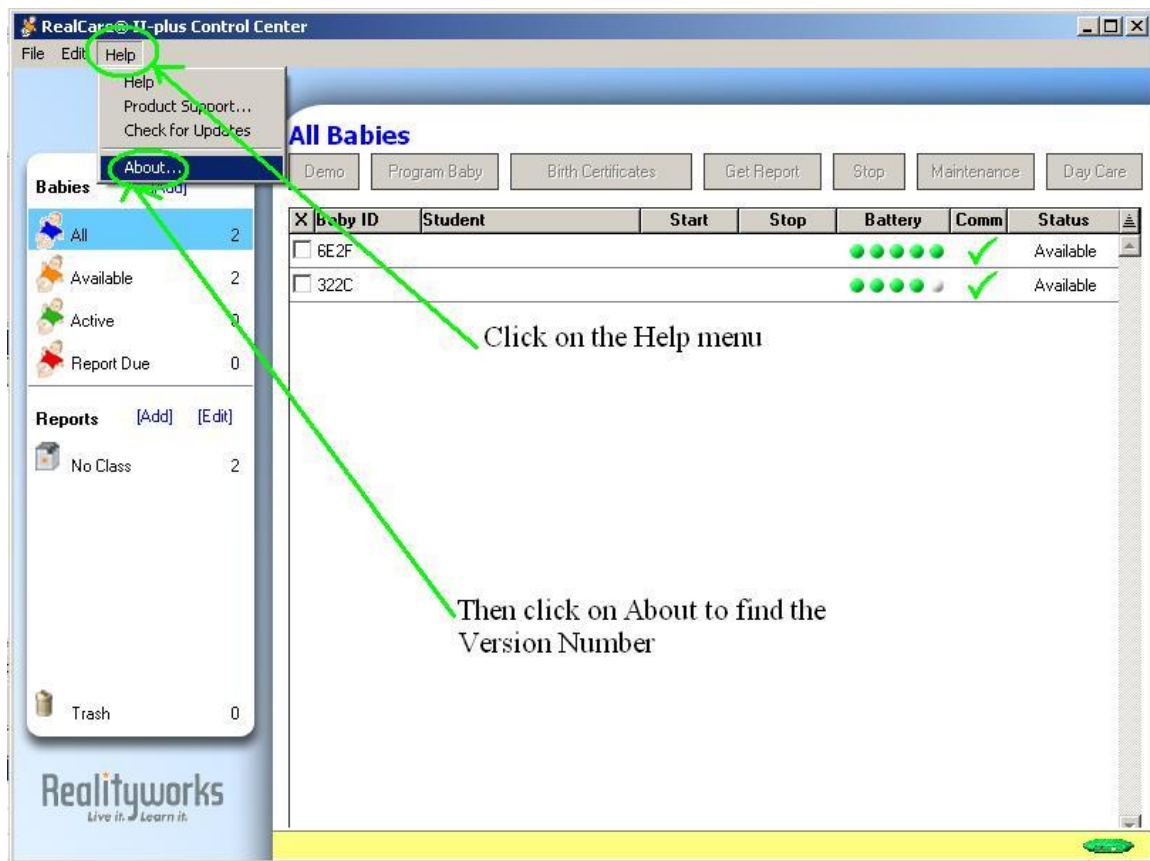 RealCare® II-plus Control Center
File Edit Help
Help
Product Support...
Check for Updates
About...
All Babies
Demo Program Baby Birth Certificates Get Report Stop Maintenance Day Care
Babies [Add]
All 2
Available 2
Active 0
Report Due 0
Reports [Add] [Edit]
No Class 2
Trash 0
Realityworks
Live it. Learn it.
X Baby ID Student Start Stop Battery Comm Status
6E2F Available
322C Available
Click on the Help menu
Then click on About to find the
Version Number